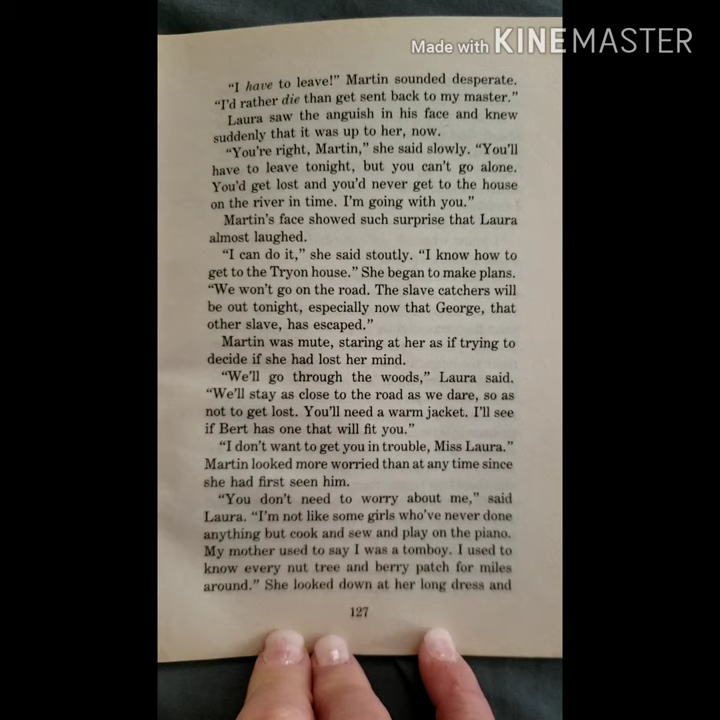 Made with KINEMASTER
"I have to leave!" Martin sounded desperate.
"I'd rather die than get sent back to my master."
Laura saw the anguish in his face and knew
suddenly that it was up to her, now.
"You're right, Martin," she said slowly. "You'll
have to leave tonight, but you can't go alone.
You'd get lost and you'd never get to the house
on the river in time. I'm going with you."
Martin's face showed such surprise that Laura
almost laughed.
"I can do it," she said stoutly. "I know how to
get to the Tryon house." She began to make plans.
"We won't go on the road. The slave catchers will
be out tonight, especially now that George, that
other slave, has escaped."
Martin was mute, staring at her as if trying to
decide if she had lost her mind.
"We'll go through the woods," Laura said.
"We'll stay as close to the road as we dare, so as
not to get lost. You'll need a warm jacket. I'll see
if Bert has one that will fit you."
"I don't want to get you in trouble, Miss Laura."
Martin looked more worried than at any time since
she had first seen him.
"You don't need to worry about me," said
Laura. "I'm not like some girls who've never done
anything but cook and sew and play on the piano.
My mother used to say I was a tomboy. I used to
know every nut tree and berry patch for miles
around." She looked down at her long dress and
127